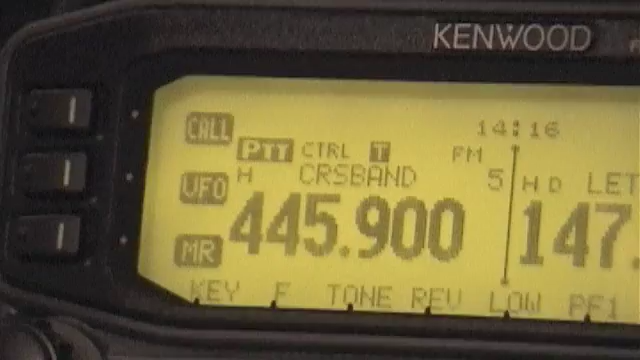 KENWOOD
14:16
CALL
PTT CTRL T FM
H CRSBAND 5 H D LET
VFO
445.900 147.
MR
KEY F TONE REV LOW PF1